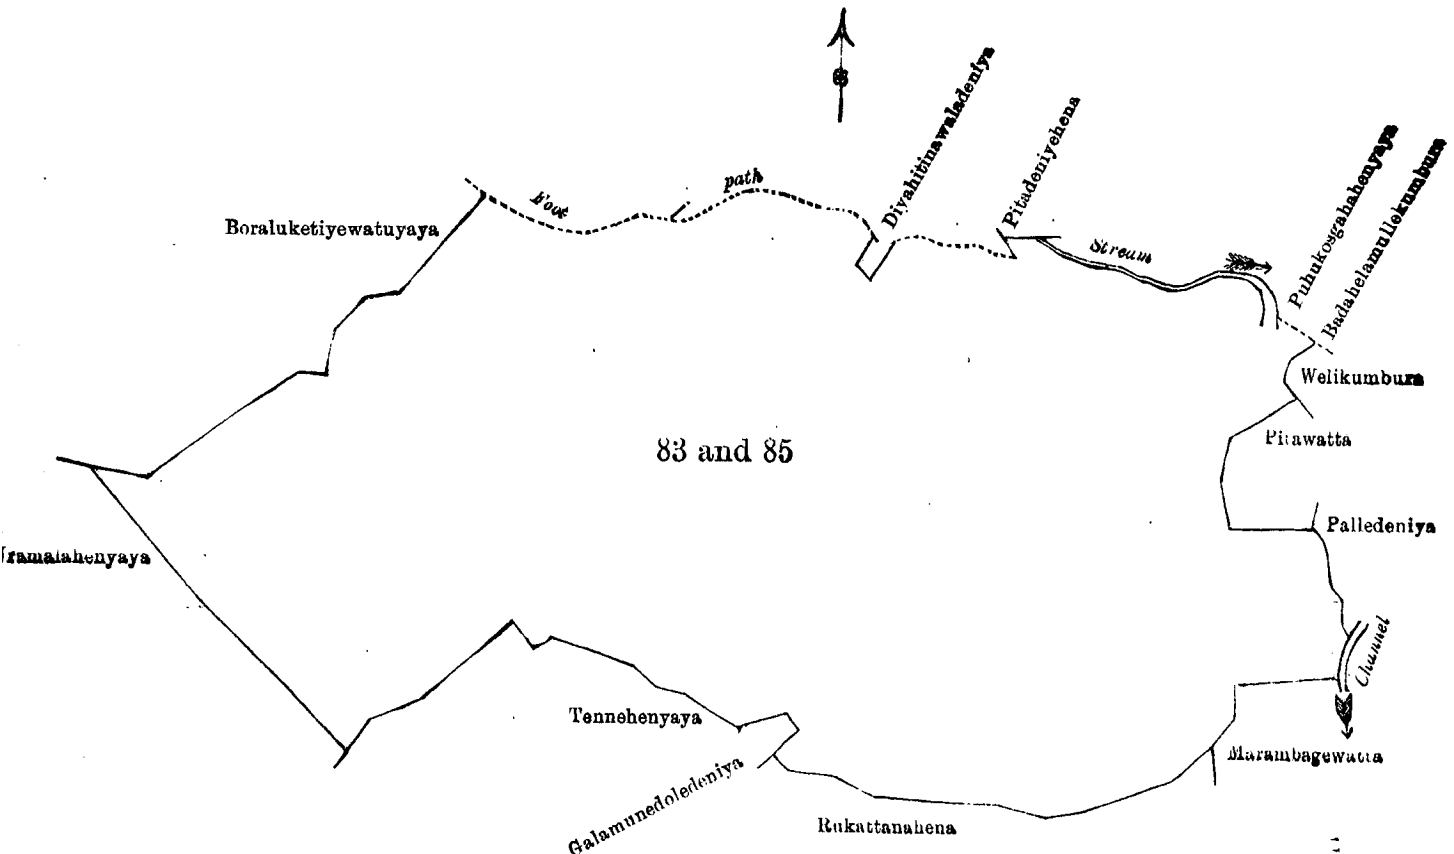 Diyahitinawaladeniya
Pitadeniyehena
Puhukosgahahenyaya
Badahelamullekumbura
Foot path
Boraluketiyewatuyaya
Stream
Welikumbura
83 and 85
Pitawatta
Palledeniya
Channel
Tennehenyaya
Marambagewatta
Galamunedoledeniya
Rukattanahena